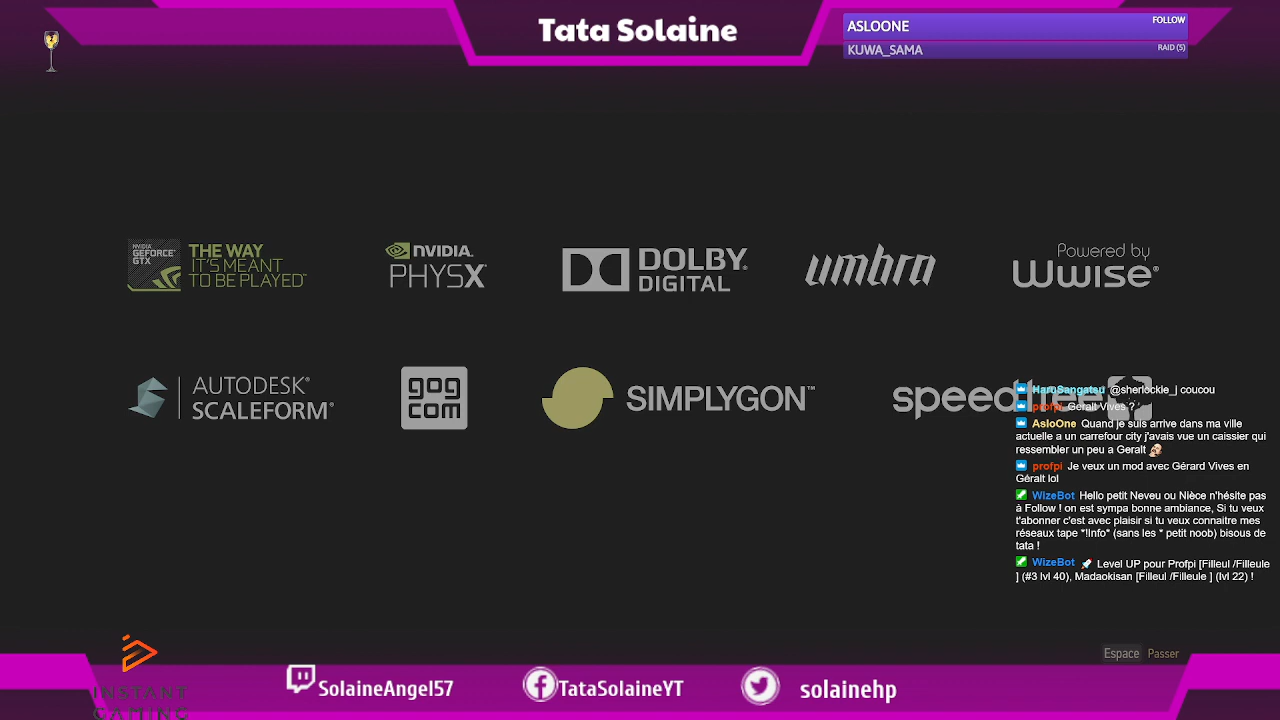 Tata Solaine
ASLOONE FOLLOW
KUWA_SAMA RAID (5)
NVIDIA GEFORCE GTX THE WAY IT'S MEANT TO BE PLAYED™
NVIDIA. PHYSX®
DOLBY® DIGITAL
umbra
Powered by Wwise®
AUTODESK® SCALEFORM®
gog com
SIMPLYGON™
speedtree
HaruSangatsu @sherlockie_j coucou
profpi Geralt Vives ?
AsloOne Quand je suis arrive dans ma ville
actuelle a un carrefour city j'avais vue un caissier qui
ressembler un peu a Geralt
profpi Je veux un mod avec Gérard Vives en
Géralt lol
WizeBot Hello petit Neveu ou Nièce n'hésite pas
à Follow ! on est sympa bonne ambiance, Si tu veux
t'abonner c'est avec plaisir si tu veux connaitre mes
réseaux tape *!Info* (sans les * petit noob) bisous de
tata !
WizeBot Level UP pour Profpi [Filleul /Filleule
] (#3 lvl 40), Madaokisan [Filleul /Filleule ] (lvl 22) !
Espace Passer
INSTANT
GAMING
SolaineAngel57
TataSolaineYT
solainehp